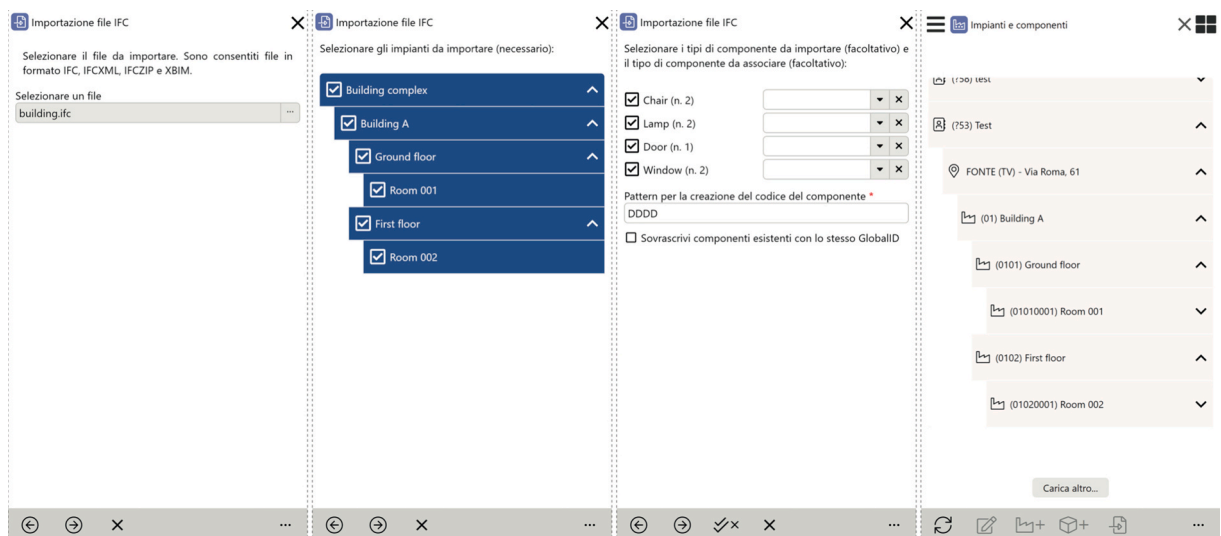 Importazione file IFC
Selezionare il file da importare. Sono consentiti file in
formato IFC, IFCXML, IFCZIP e XBIM.
Selezionare un file
building.ifc
...
...
Importazione file IFC
Selezionare gli impianti da importare (necessario):
Building complex
Building A
Ground floor
Room 001
First floor
Room 002
...
Importazione file IFC
Selezionare i tipi di componente da importare (facoltativo) e
il tipo di componente da associare (facoltativo):
Chair (n. 2)
Lamp (n. 2)
Door (n. 1)
Window (n. 2)
Pattern per la creazione del codice del componente *
DDDD
Sovrascrivi componenti esistenti con lo stesso GlobalID
...
Impianti e componenti
(?58) test
(?53) Test
FONTE (TV) - Via Roma, 61
(01) Building A
(0101) Ground floor
(01010001) Room 001
(0102) First floor
(01020001) Room 002
Carica altro...
...